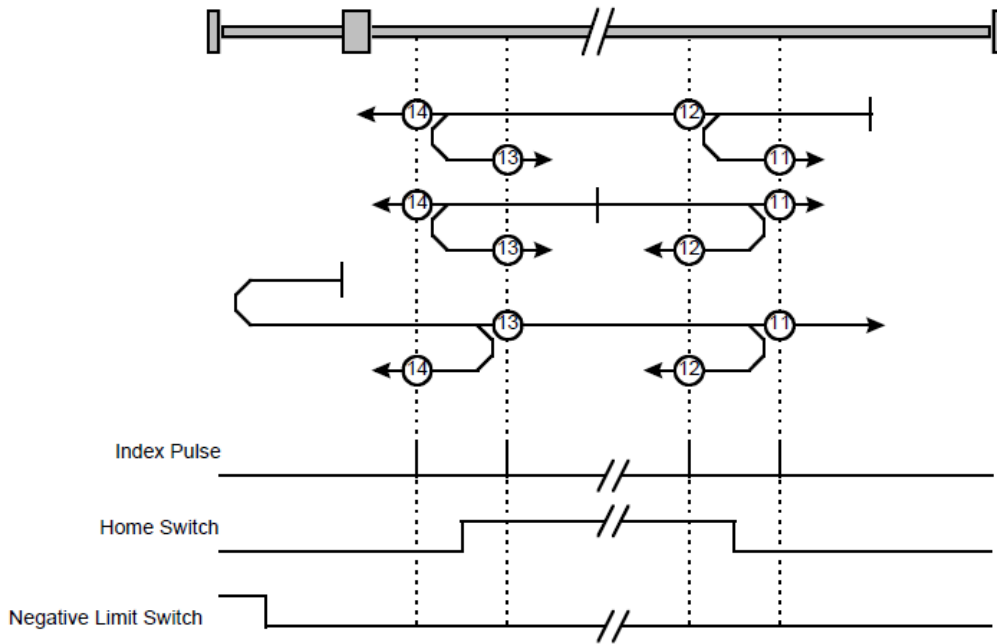 14 12
13 11
14 11
13 12
13 11
14 12
Index Pulse
Home Switch
Negative Limit Switch